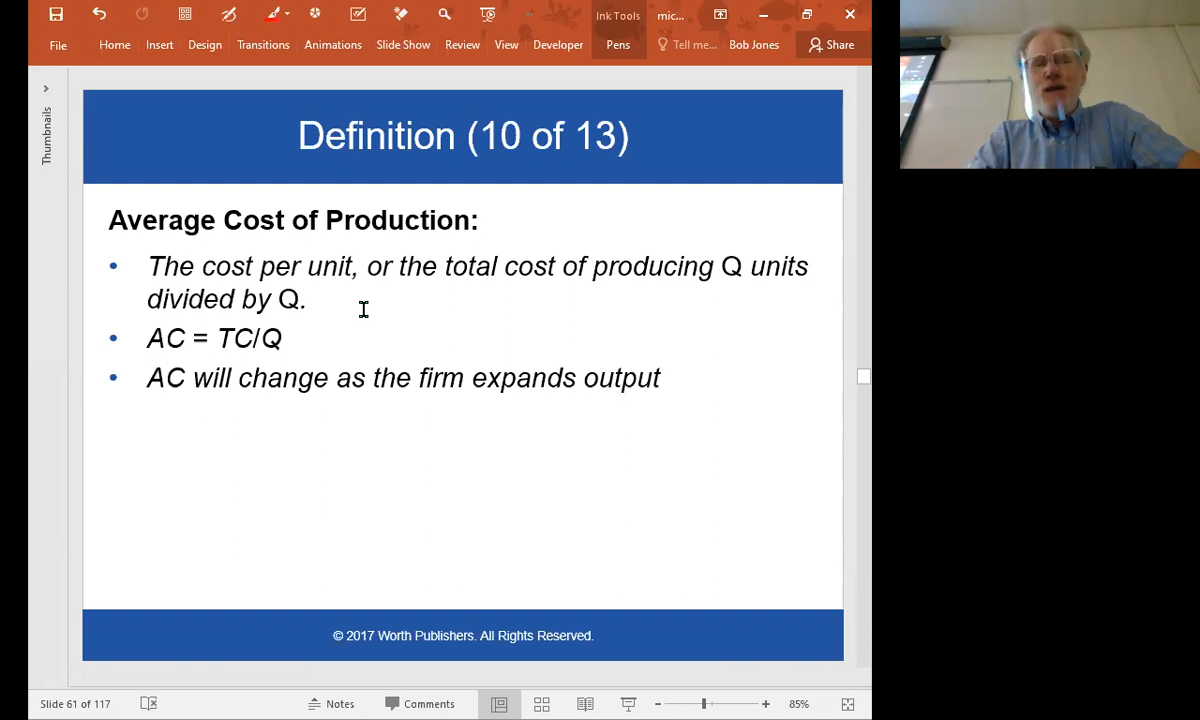 Ink Tools
mic...
File
Home
Insert
Design
Transitions
Animations
Slide Show
Review
View
Developer
Pens
Tell me...
Bob Jones
Share
Thumbnails
Definition (10 of 13)
Average Cost of Production:
• The cost per unit, or the total cost of producing Q units
divided by Q.
• AC = TC/Q
• AC will change as the firm expands output
© 2017 Worth Publishers. All Rights Reserved.
Slide 61 of 117
Notes
Comments
85%